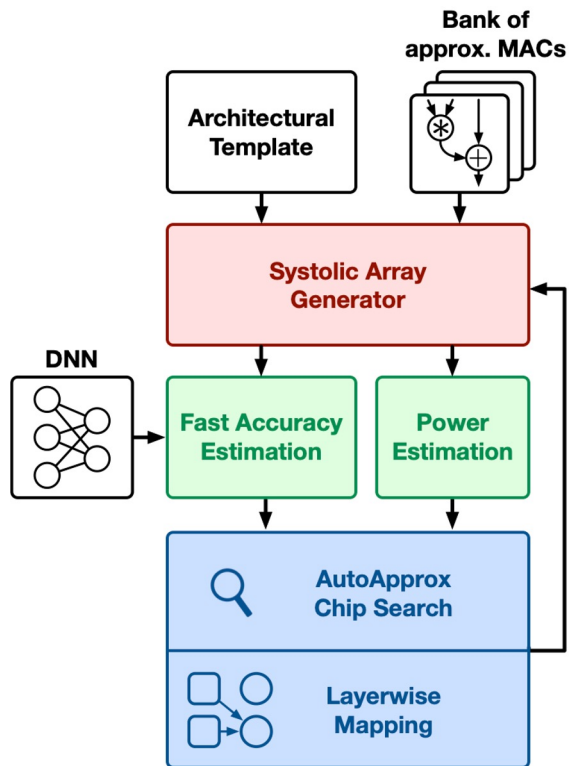 Bank of
approx. MACs
Architectural
Template
Systolic Array
Generator
DNN
Fast Accuracy
Estimation
Power
Estimation
AutoApprox
Chip Search
Layerwise
Mapping